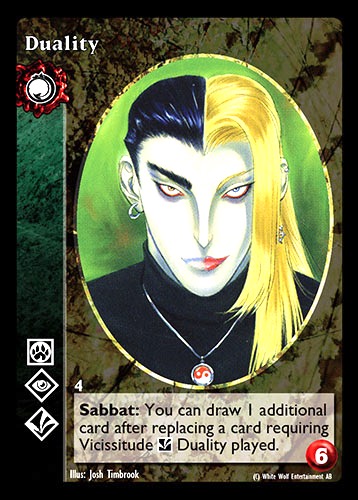 Duality
4
Sabbat: You can draw 1 additional
card after replacing a card requiring
Vicissitude Duality played.
6
Illus: Josh Timbrook
(C) White Wolf Entertainment AB